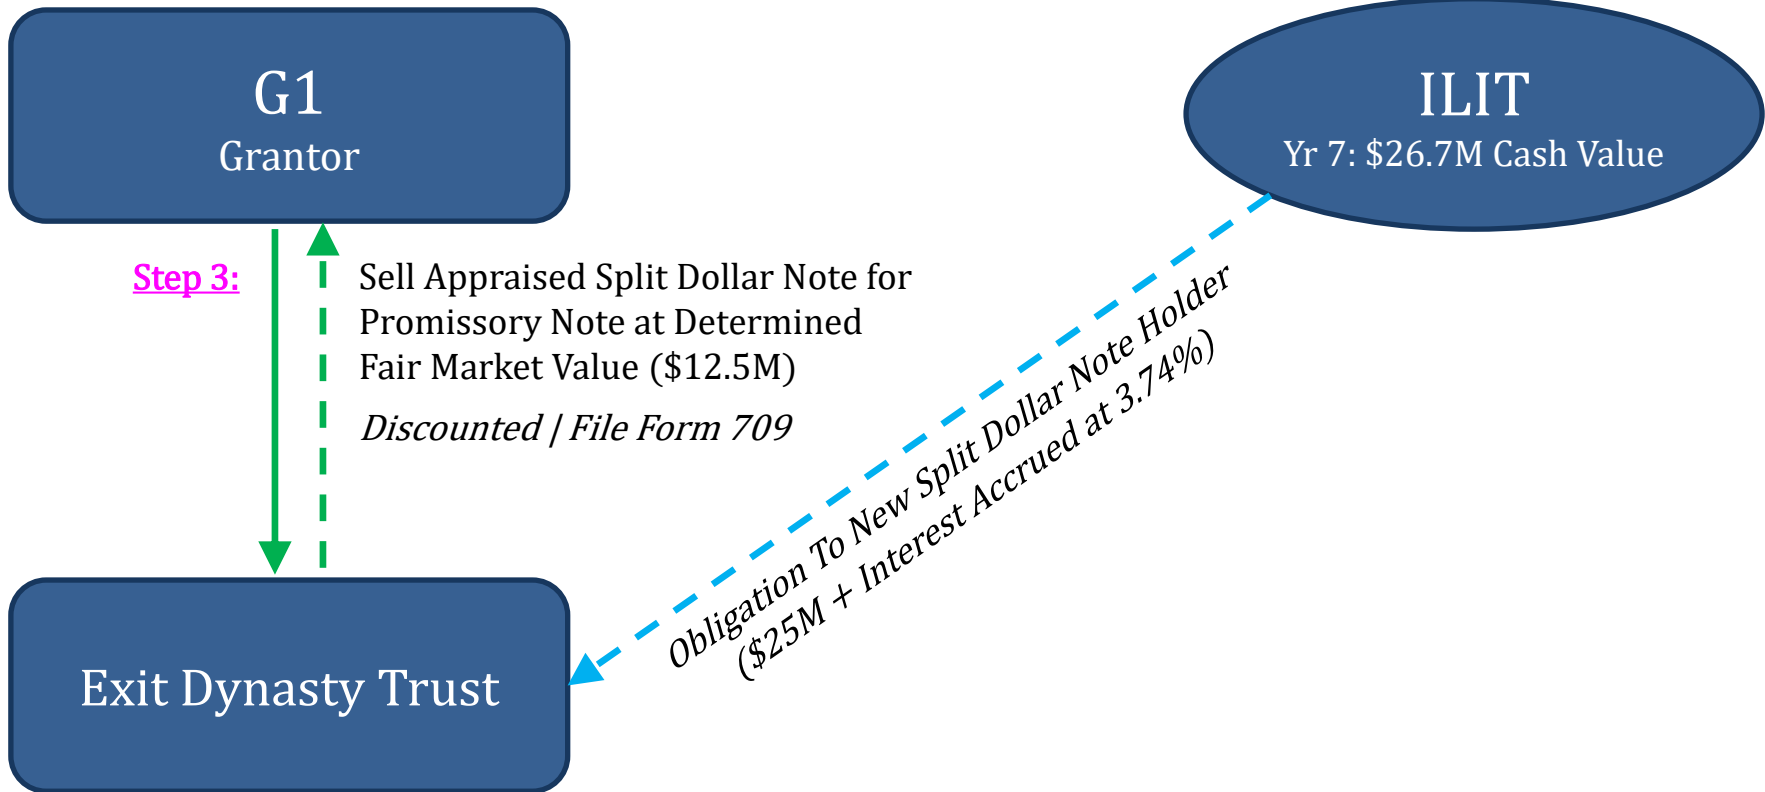 G1
Grantor
ILIT
Yr 7: $26.7M Cash Value
Step 3:
Sell Appraised Split Dollar Note for
Promissory Note at Determined
Fair Market Value ($12.5M)
Discounted | File Form 709
Obligation To New Split Dollar Note Holder
($25M + Interest Accrued at 3.74%)
Exit Dynasty Trust